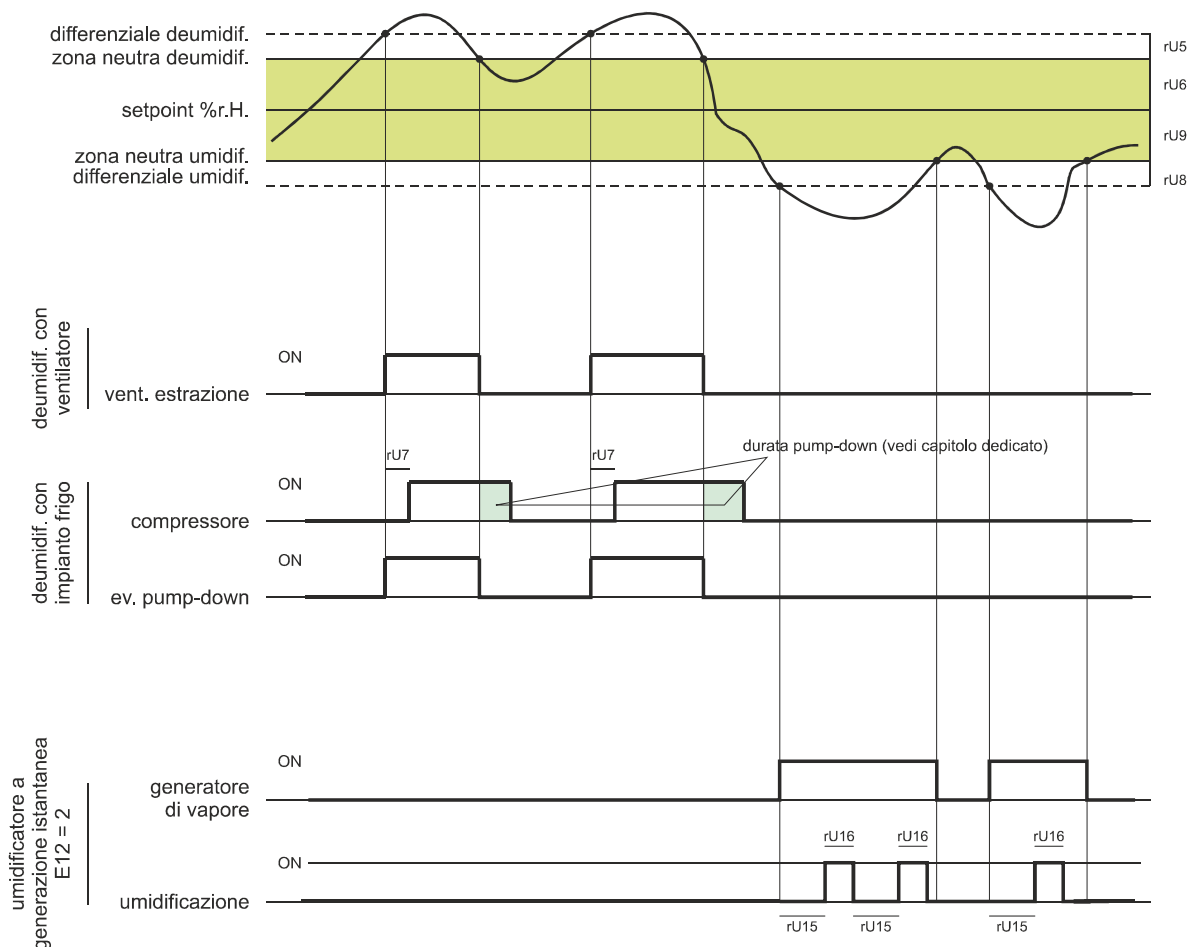 differenziale deumidif.
zona neutra deumidif.
setpoint %r.H.
zona neutra umidif.
differenziale umidif.
rU5
rU6
rU9
rU8
deumidif. con
ventilatore
ON
vent. estrazione
deumidif. con
impianto frigo
rU7
rU7
durata pump-down (vedi capitolo dedicato)
ON
compressore
ON
ev. pump-down
umidificatore a
generazione istantanea
E12 = 2
ON
generatore
di vapore
rU16
rU16
rU16
ON
umidificazione
rU15
rU15
rU15